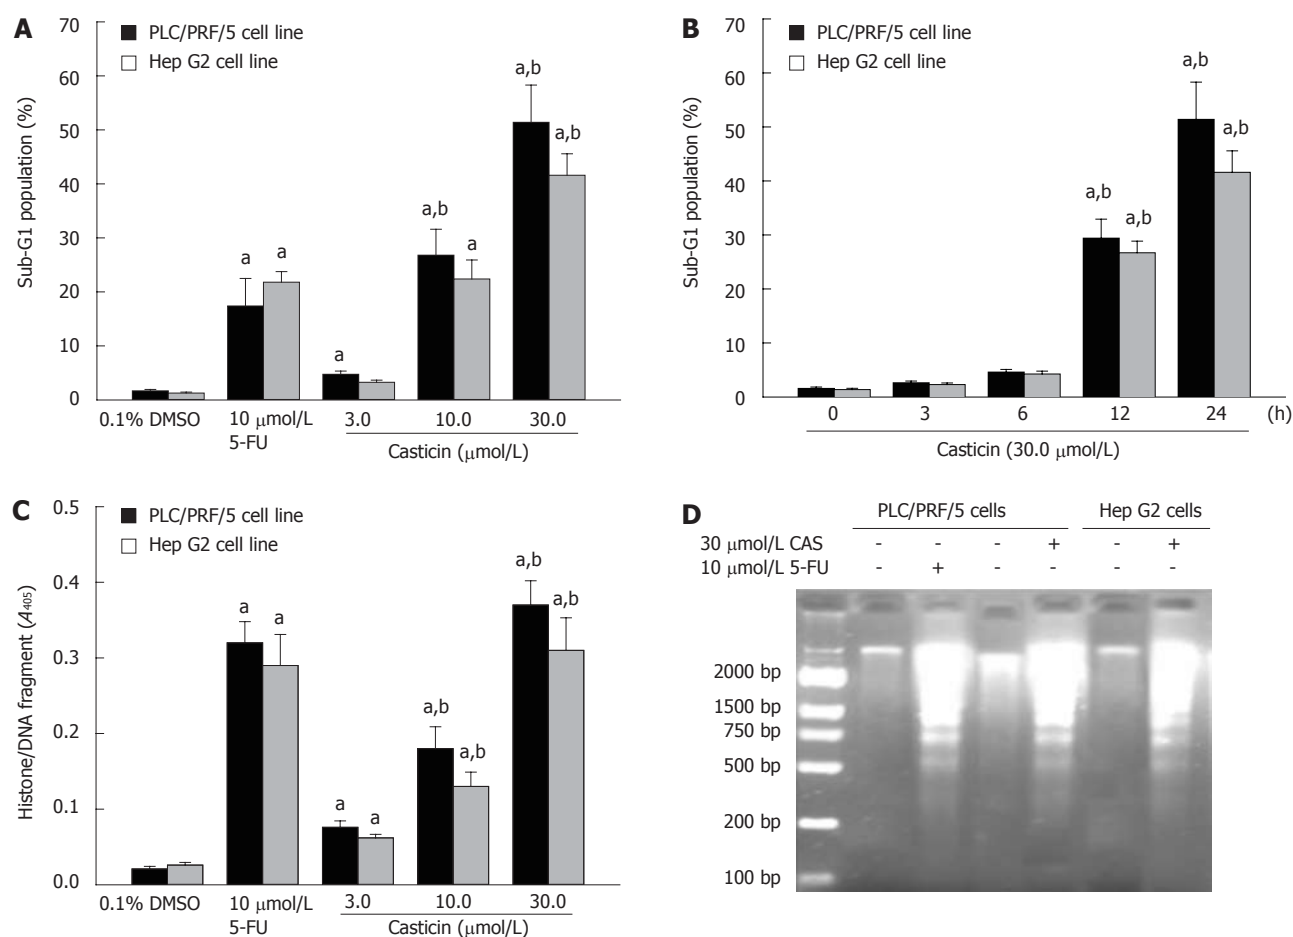 A
PLC/PRF/5 cell line
Hep G2 cell line
Sub-G1 population (%)
70
60
50
40
30
20
10
0
a
a
a
a,b
a
a,b
a,b
0.1% DMSO
10 μmol/L
5-FU
3.0
10.0
30.0
Casticin (μmol/L)
B
PLC/PRF/5 cell line
Hep G2 cell line
Sub-G1 population (%)
70
60
50
40
30
20
10
0
a,b
a,b
a,b
a,b
0
3
6
12
24
(h)
Casticin (30.0 μmol/L)
C
PLC/PRF/5 cell line
Hep G2 cell line
Histone/DNA fragment (A405)
0.5
0.4
0.3
0.2
0.1
0.0
a
a
a
a
a,b
a,b
a,b
a,b
0.1% DMSO
10 μmol/L
5-FU
3.0
10.0
30.0
Casticin (μmol/L)
D
PLC/PRF/5 cells
Hep G2 cells
30 μmol/L CAS - - - + - +
10 μmol/L 5-FU - + - - - -
2000 bp
1500 bp
750 bp
500 bp
200 bp
100 bp